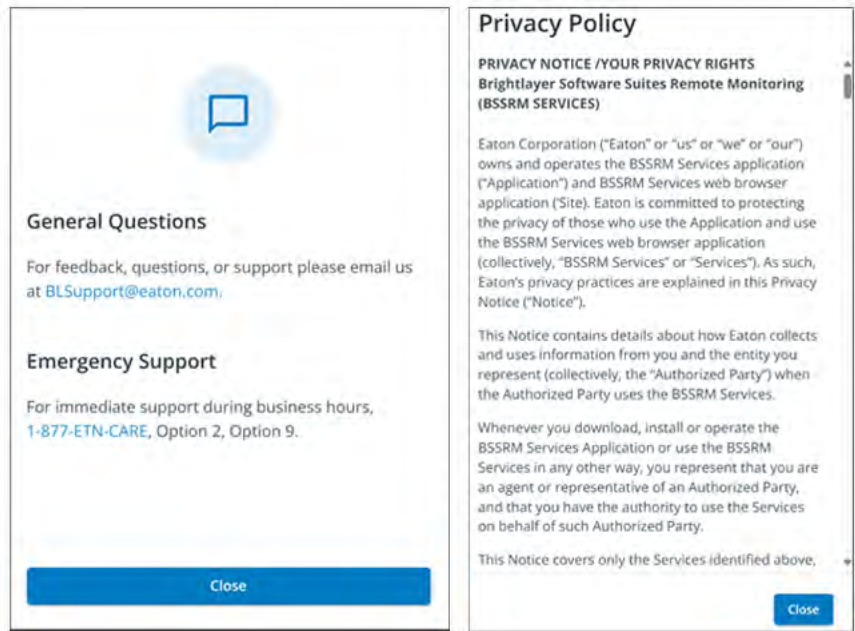 General Questions
For feedback, questions, or support please email us
at BLSupport@eaton.com.
Emergency Support
For immediate support during business hours,
1-877-ETN-CARE, Option 2, Option 9.
Close
Privacy Policy
PRIVACY NOTICE /YOUR PRIVACY RIGHTS
Brightlayer Software Suites Remote Monitoring
(BSSRM SERVICES)
Eaton Corporation ("Eaton" or "us" or "we" or "our")
owns and operates the BSSRM Services application
("Application") and BSSRM Services web browser
application ('Site). Eaton is committed to protecting
the privacy of those who use the Application and use
the BSSRM Services web browser application
(collectively, "BSSRM Services" or "Services"). As such,
Eaton's privacy practices are explained in this Privacy
Notice ("Notice").
This Notice contains details about how Eaton collects
and uses information from you and the entity you
represent (collectively, the "Authorized Party") when
the Authorized Party uses the BSSRM Services.
Whenever you download, install or operate the
BSSRM Services Application or use the BSSRM
Services in any other way, you represent that you are
an agent or representative of an Authorized Party,
and that you have the authority to use the Services
on behalf of such Authorized Party.
This Notice covers only the Services identified above,
Close